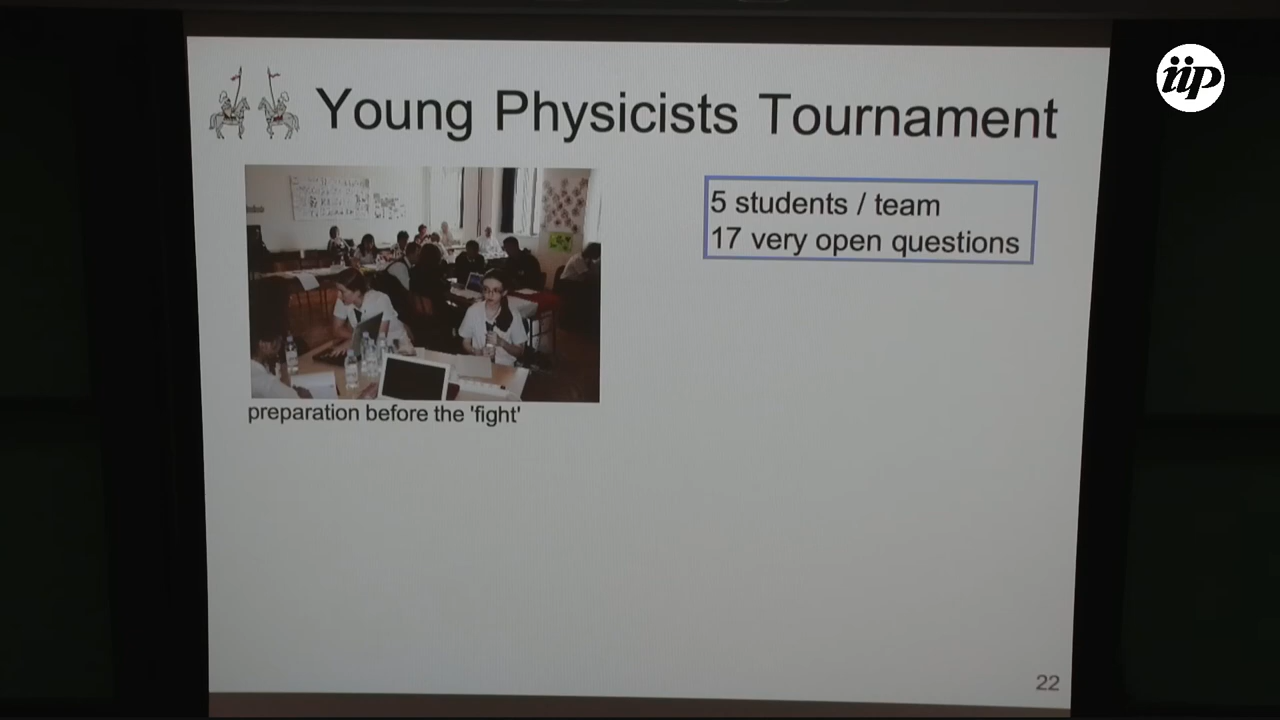 Young Physicists Tournament
5 students / team
17 very open questions
preparation before the 'fight'
22
iip